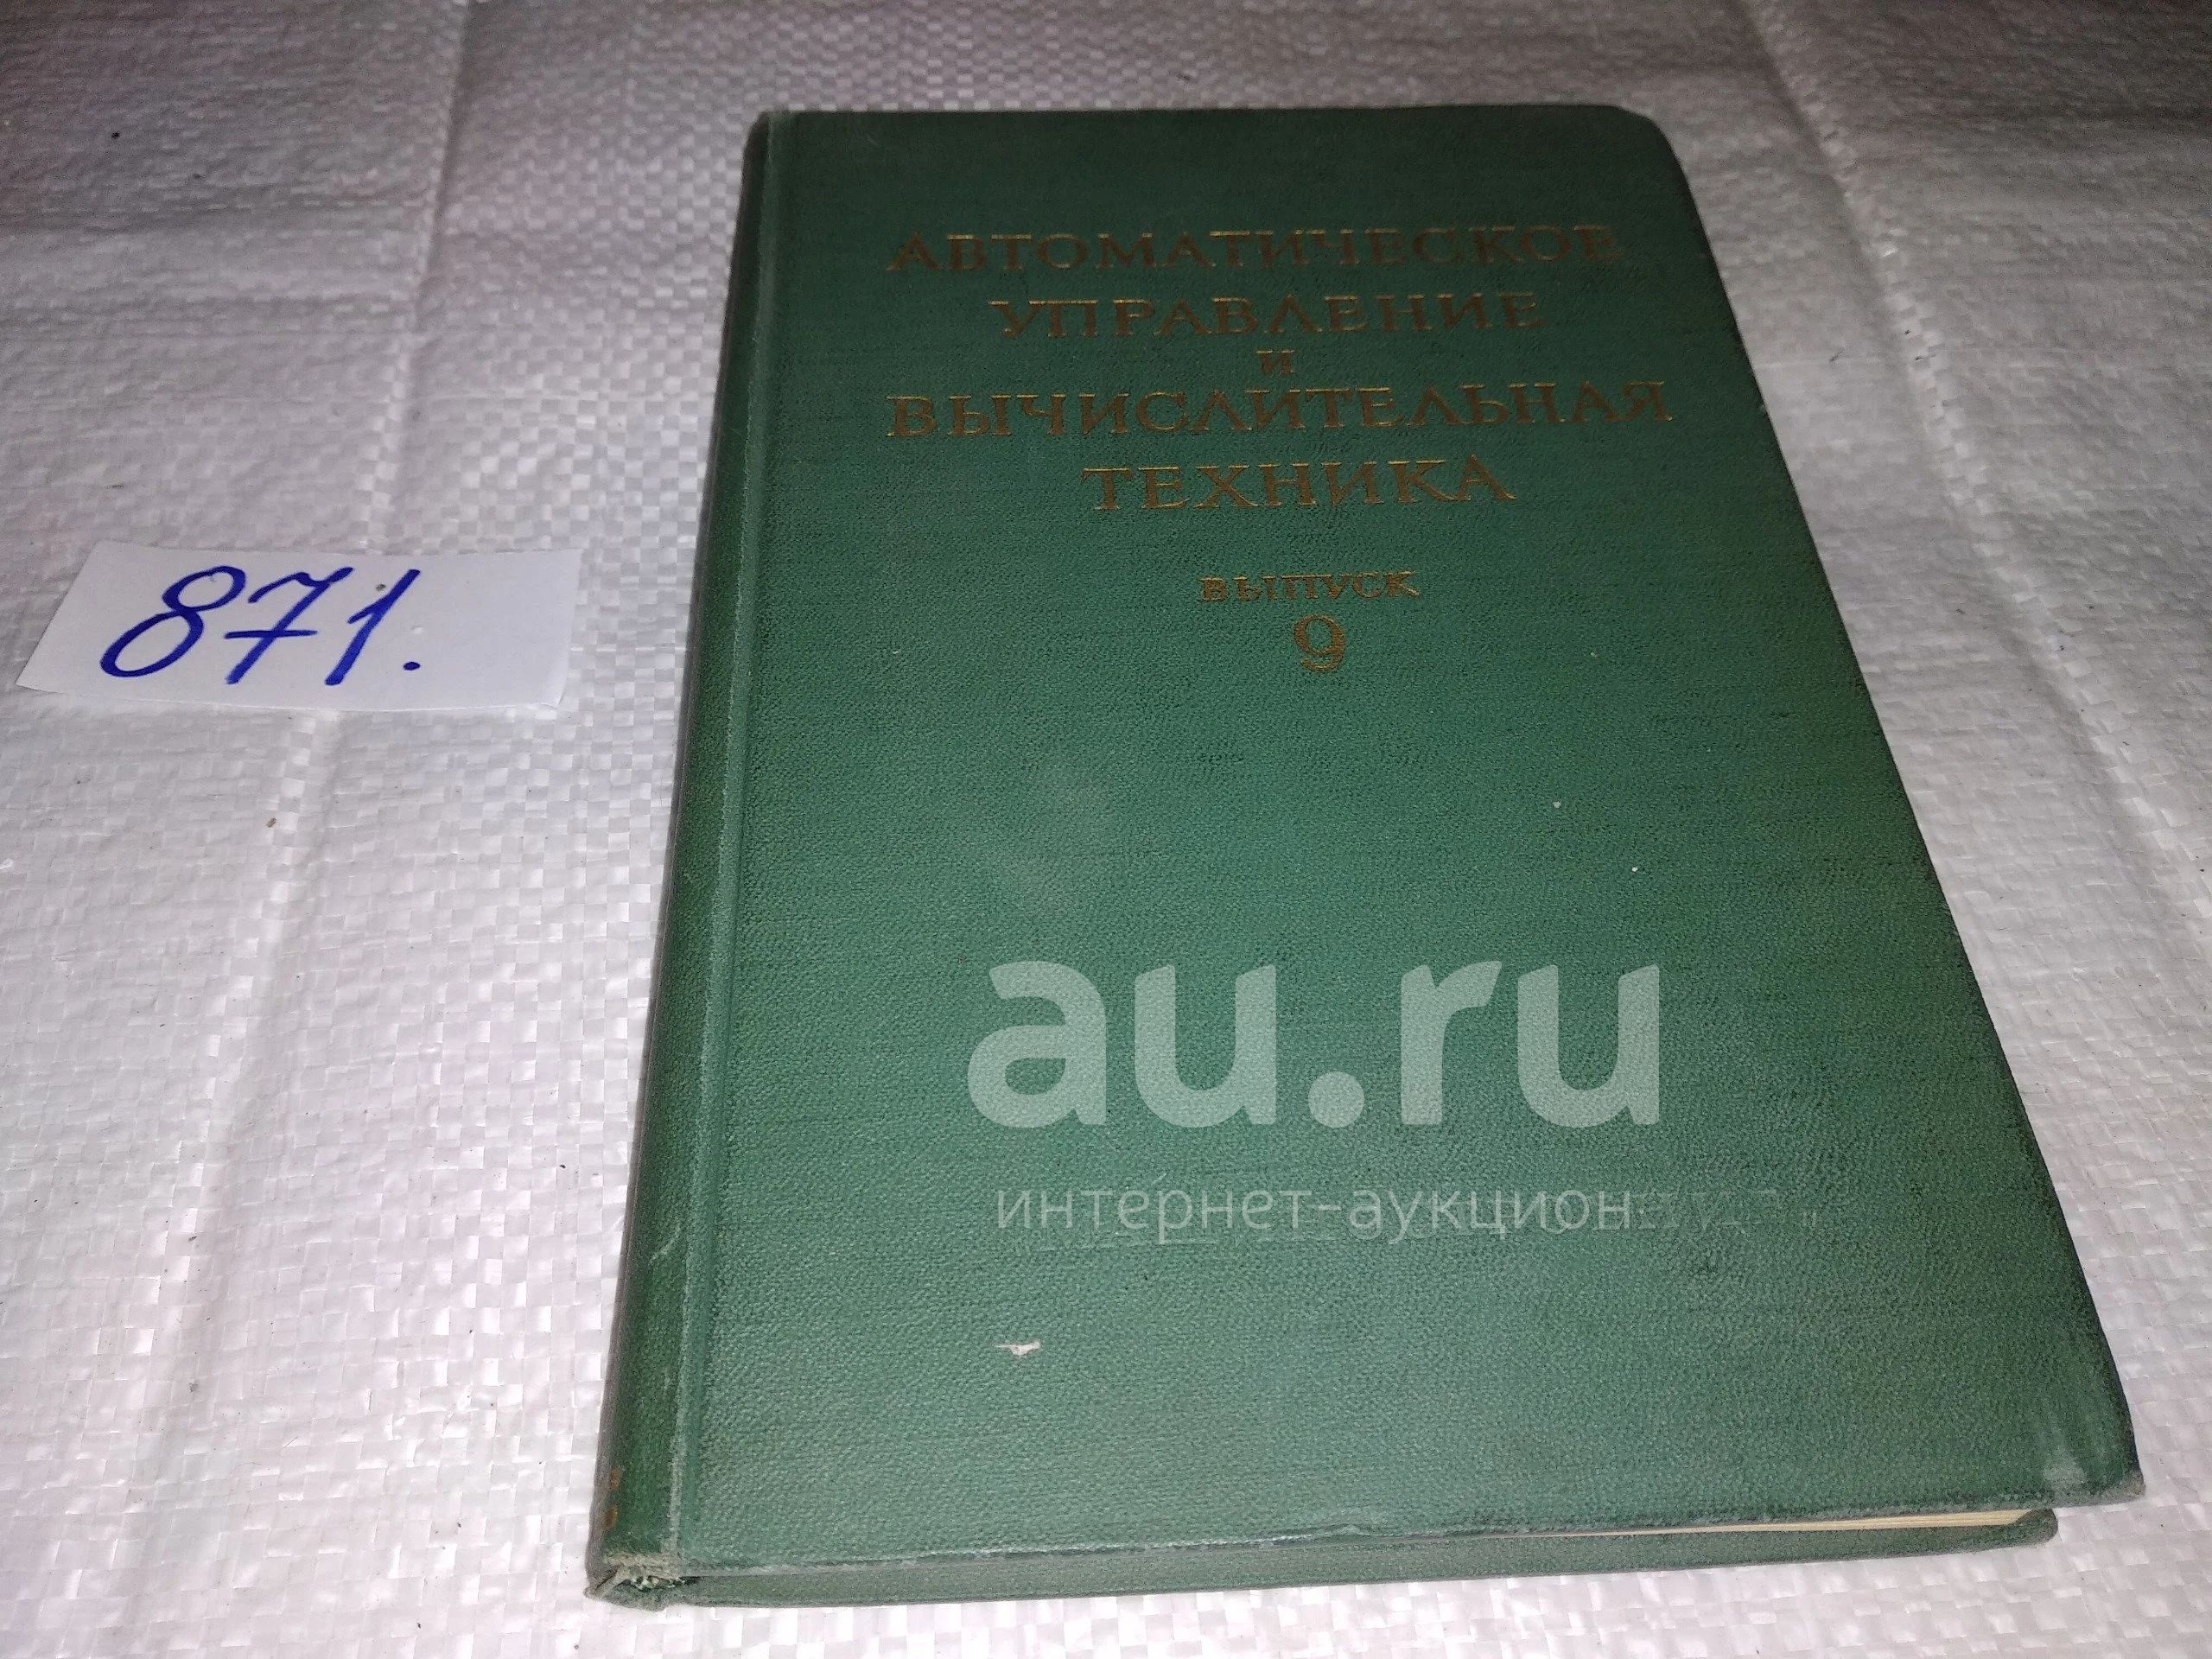 АВТОМАТИЧЕСКОЕ
УПРАВЛЕНИЕ
И
ВЫЧИСЛИТЕЛЬНАЯ
ТЕХНИКА
ВЫПУСК
9
871.
au.ru
интернет-аукцион